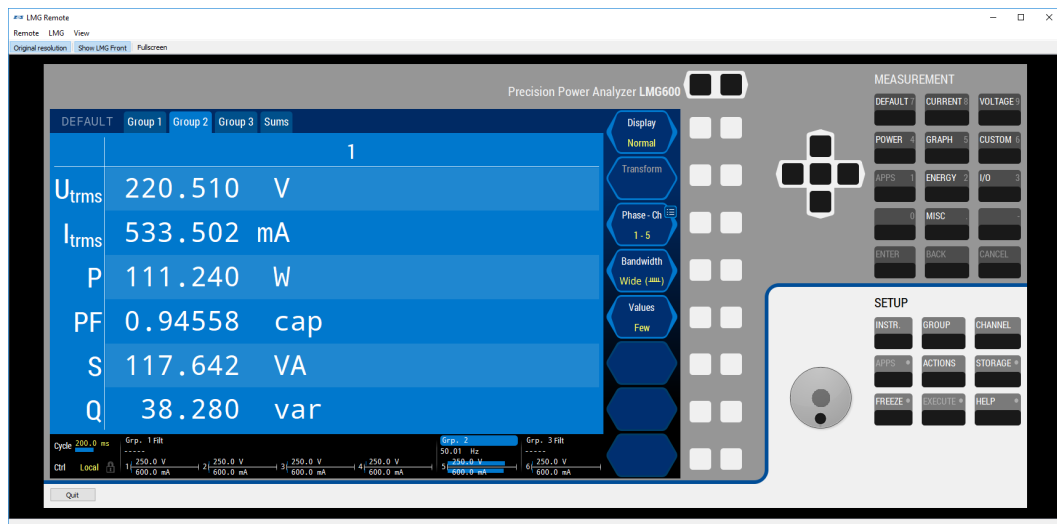 LMG Remote
Remote LMG View
Original resolution Show LMG Front Fullscreen
Precision Power Analyzer LMG600
MEASUREMENT
DEFAULT 7 CURRENT 8 VOLTAGE 9
POWER 4 GRAPH 5 CUSTOM 6
APPS 1 ENERGY 2 I/O 3
0 MISC . -
ENTER BACK CANCEL
SETUP
INSTR. GROUP CHANNEL
APPS ACTIONS STORAGE
FREEZE EXECUTE HELP
DEFAULT Group 1 Group 2 Group 3 Sums
1
Utrms 220.510 V
Itrms 533.502 mA
P 111.240 W
PF 0.94558 cap
S 117.642 VA
Q 38.280 var
Display
Normal
Transform
Phase - Ch
1 - 5
Bandwidth
Wide
Values
Few
Cycle 200.0 ms
Ctrl Local
Grp. 1 Filt
-----
Grp. 2
50.01 Hz
Grp. 3 Filt
-----
1 250.0 V 600.0 mA
2 250.0 V 600.0 mA
3 250.0 V 600.0 mA
4 250.0 V 600.0 mA
5 250.0 V 600.0 mA
6 250.0 V 600.0 mA
Quit